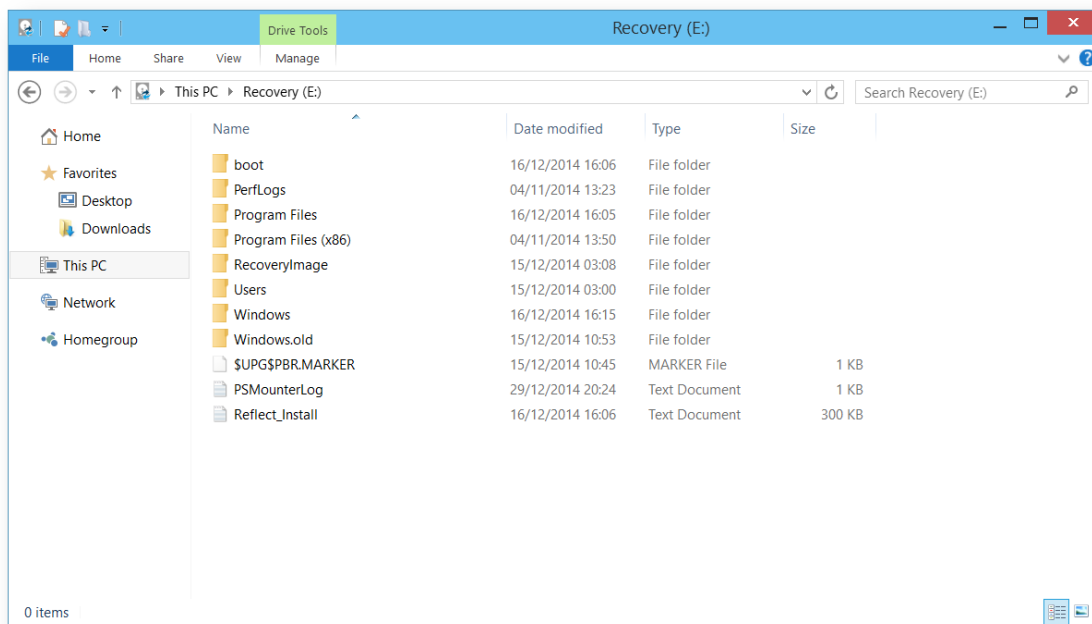 Drive Tools Recovery (E:)
File Home Share View Manage
This PC Recovery (E:) Search Recovery (E:)
Home
Favorites
Desktop
Downloads
This PC
Network
Homegroup
Name Date modified Type Size
boot 16/12/2014 16:06 File folder
PerfLogs 04/11/2014 13:23 File folder
Program Files 16/12/2014 16:05 File folder
Program Files (x86) 04/11/2014 13:50 File folder
RecoveryImage 15/12/2014 03:08 File folder
Users 15/12/2014 03:00 File folder
Windows 16/12/2014 16:15 File folder
Windows.old 15/12/2014 10:53 File folder
$UPG$PBR.MARKER 15/12/2014 10:45 MARKER File 1 KB
PSMounterLog 29/12/2014 20:24 Text Document 1 KB
Reflect_Install 16/12/2014 16:06 Text Document 300 KB
0 items